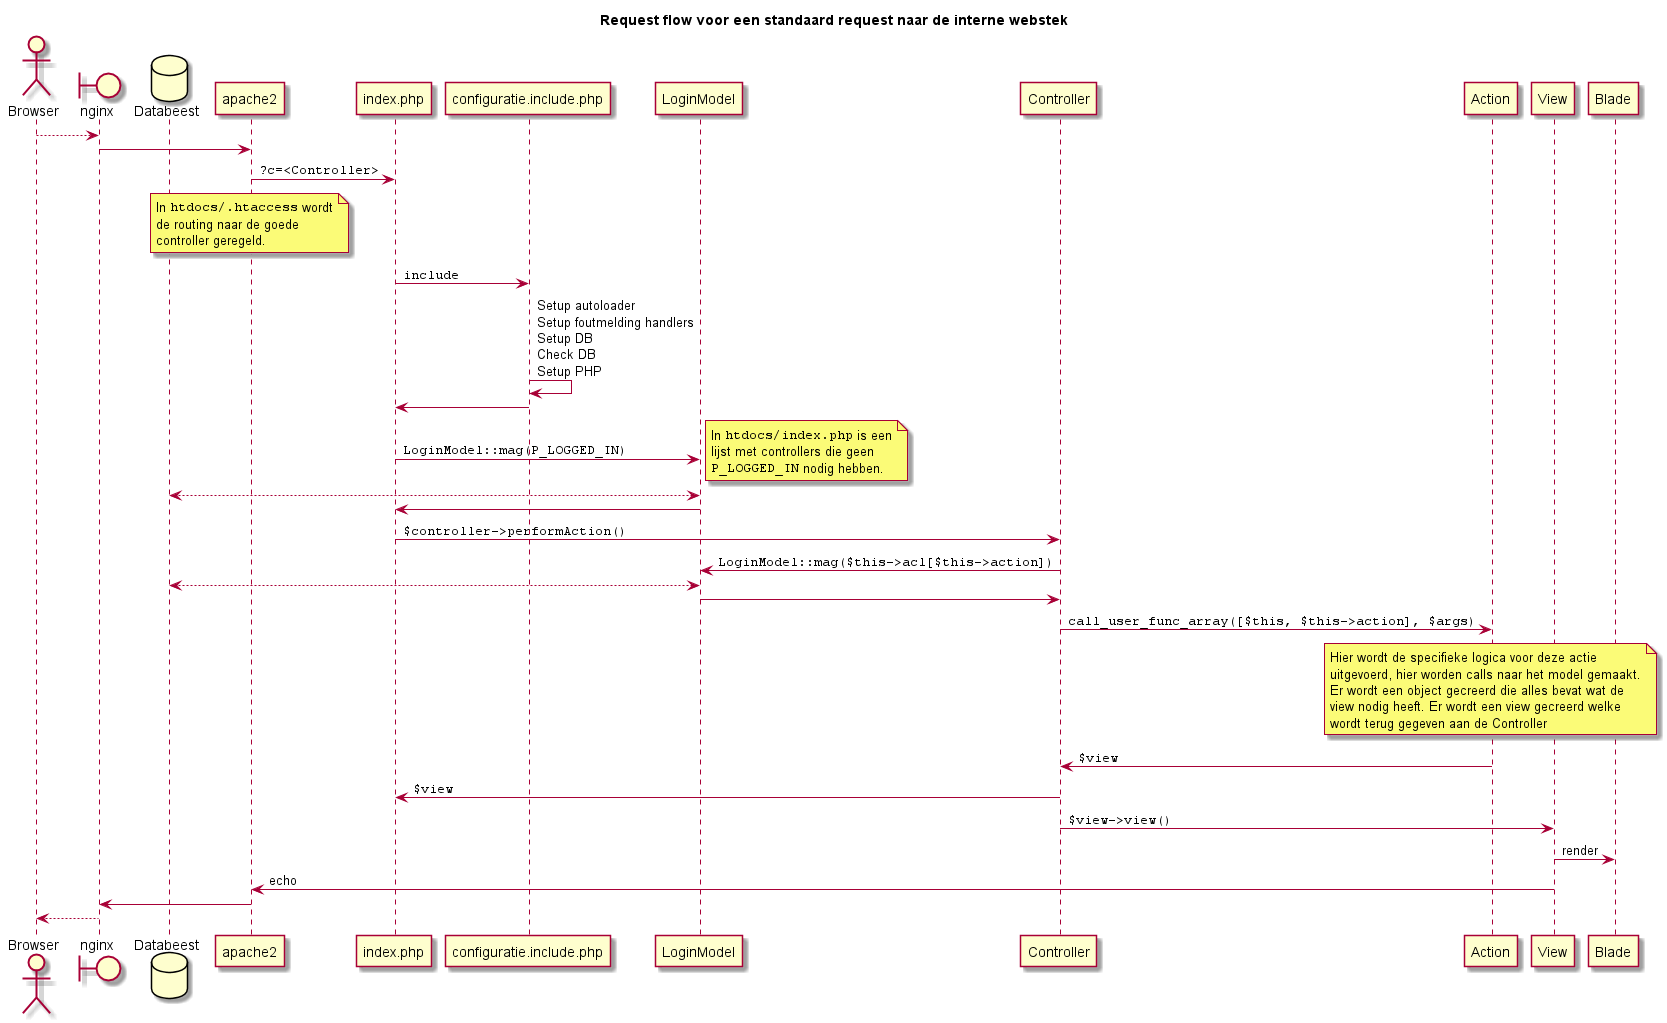 Request flow voor een standaard request naar de interne webstek
Browser
nginx
Databeest
apache2
index.php
configuratie.include.php
LoginModel
Controller
Action
View
Blade
?c=<Controller>
In htdocs/.htaccess wordt
de routing naar de goede
controller geregeld.
include
Setup autoloader
Setup foutmelding handlers
Setup DB
Check DB
Setup PHP
LoginModel::mag(P_LOGGED_IN)
In htdocs/index.php is een
lijst met controllers die geen
P_LOGGED_IN nodig hebben.
$controller->performAction()
LoginModel::mag($this->acl[$this->action])
call_user_func_array([$this, $this->action], $args)
Hier wordt de specifieke logica voor deze actie
uitgevoerd, hier worden calls naar het model gemaakt.
Er wordt een object gecreerd die alles bevat wat de
view nodig heeft. Er wordt een view gecreerd welke
wordt terug gegeven aan de Controller
$view
$view
$view->view()
render
echo
Browser
nginx
Databeest
apache2
index.php
configuratie.include.php
LoginModel
Controller
Action
View
Blade